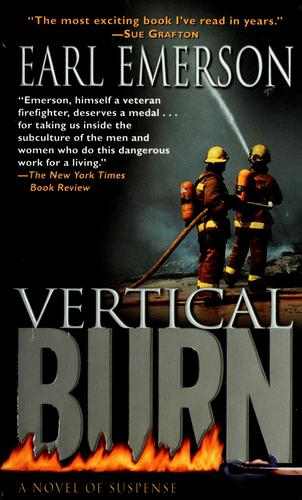 "The most exciting book I've read in years."
—Sue Grafton
EARL EMERSON
"Emerson, himself a veteran
firefighter, deserves a medal . . .
for taking us inside the
subculture of the men and
women who do this dangerous
work for a living."
—The New York Times
Book Review
VERTICAL
BURN
A NOVEL OF SUSPENSE